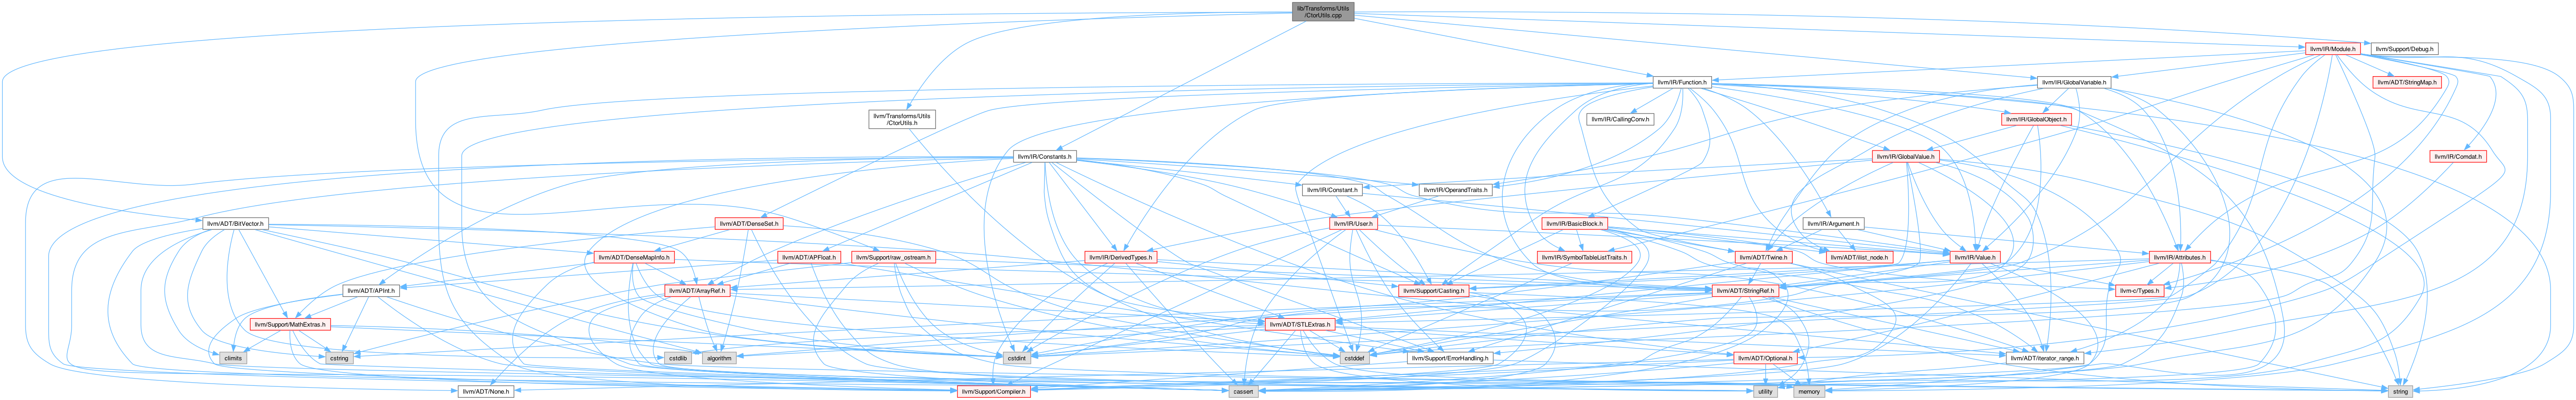 lib/Transforms/Utils
/CtorUtils.cpp
llvm/IR/Module.h
llvm/Support/Debug.h
llvm/IR/Function.h
llvm/IR/GlobalVariable.h
llvm/ADT/StringMap.h
llvm/Transforms/Utils
/CtorUtils.h
llvm/IR/CallingConv.h
llvm/IR/GlobalObject.h
llvm/IR/Constants.h
llvm/IR/GlobalValue.h
llvm/IR/Comdat.h
llvm/IR/Constant.h
llvm/IR/OperandTraits.h
llvm/ADT/BitVector.h
llvm/ADT/DenseSet.h
llvm/IR/User.h
llvm/IR/BasicBlock.h
llvm/IR/Argument.h
llvm/ADT/DenseMapInfo.h
llvm/ADT/APFloat.h
llvm/Support/raw_ostream.h
llvm/IR/DerivedTypes.h
llvm/IR/SymbolTableListTraits.h
llvm/ADT/Twine.h
llvm/ADT/ilist_node.h
llvm/IR/Value.h
llvm/IR/Attributes.h
llvm/ADT/APInt.h
llvm/ADT/ArrayRef.h
llvm/Support/Casting.h
llvm/ADT/StringRef.h
llvm-c/Types.h
llvm/Support/MathExtras.h
llvm/ADT/STLExtras.h
climits
cstring
cstdlib
algorithm
cstdint
cstddef
llvm/Support/ErrorHandling.h
llvm/ADT/Optional.h
llvm/ADT/iterator_range.h
llvm/ADT/None.h
llvm/Support/Compiler.h
cassert
utility
memory
string